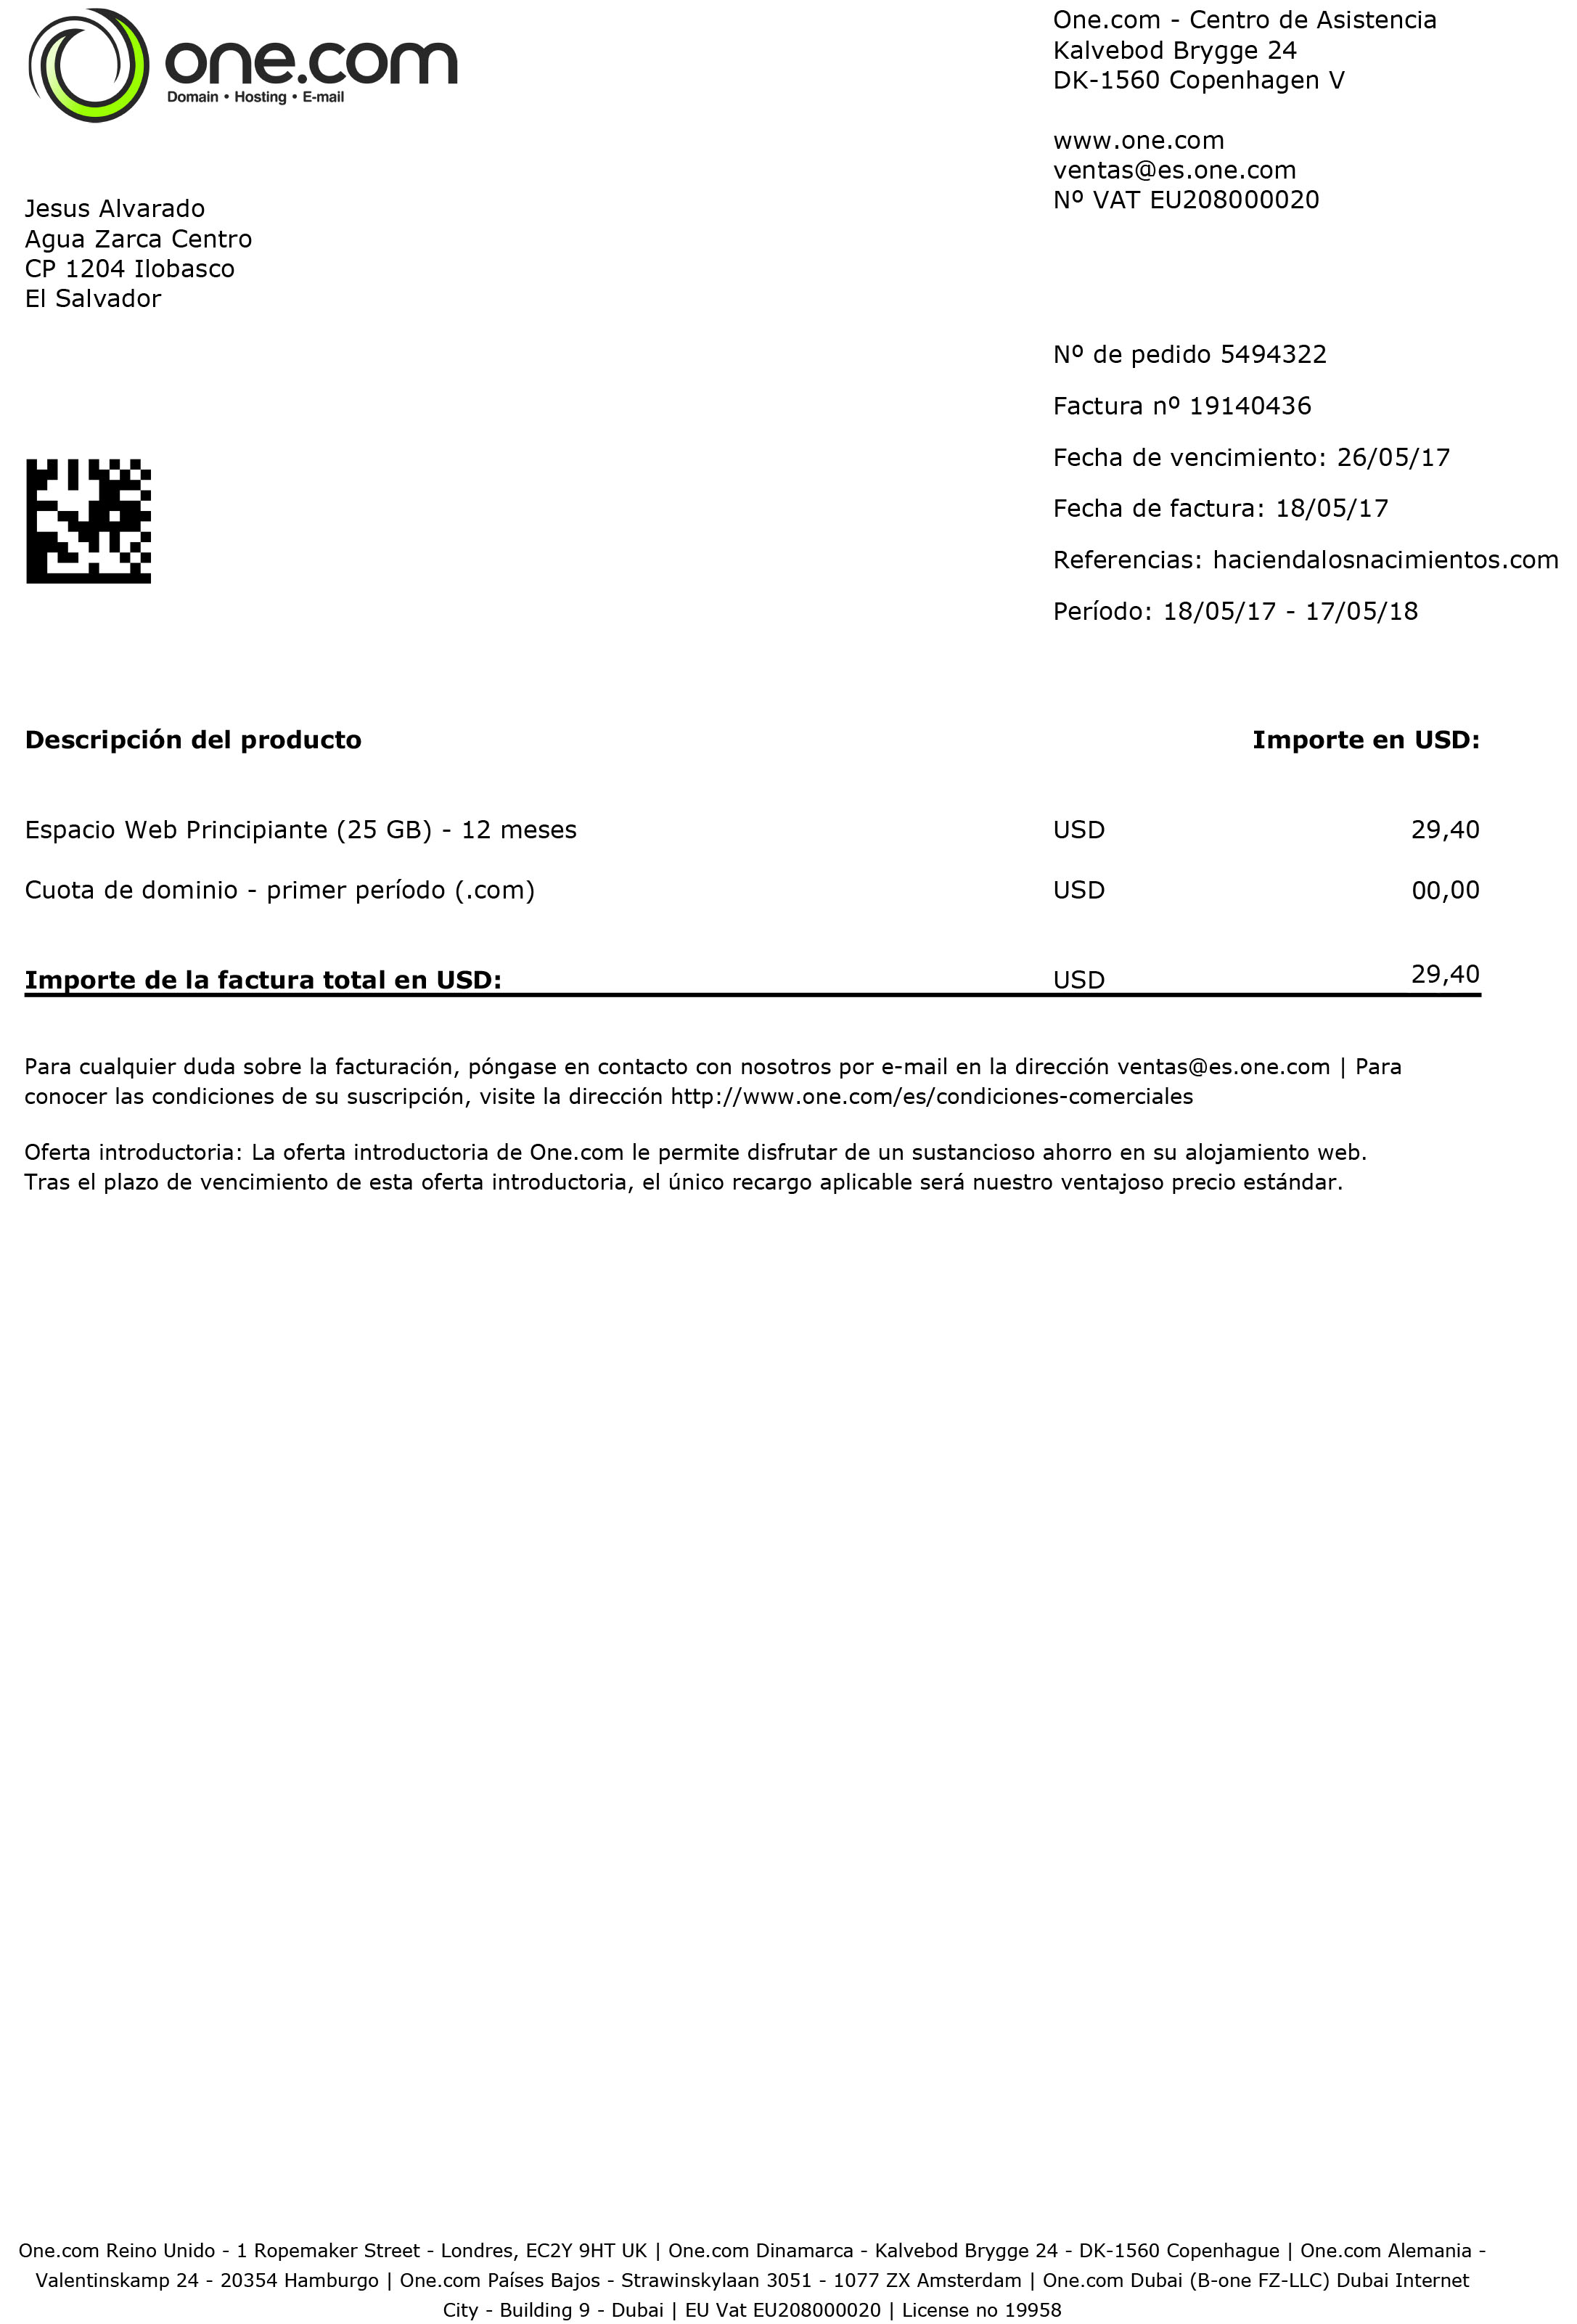 one.com
Domain • Hosting • E-mail
One.com - Centro de Asistencia
Kalvebod Brygge 24
DK-1560 Copenhagen V
www.one.com
ventas@es.one.com
Nº VAT EU208000020
Jesus Alvarado
Agua Zarca Centro
CP 1204 Ilobasco
El Salvador
Nº de pedido 5494322
Factura nº 19140436
Fecha de vencimiento: 26/05/17
Fecha de factura: 18/05/17
Referencias: haciendalosnacimientos.com
Período: 18/05/17 - 17/05/18
Descripción del producto Importe en USD:
Espacio Web Principiante (25 GB) - 12 meses USD 29,40
Cuota de dominio - primer período (.com) USD 00,00
Importe de la factura total en USD: USD 29,40
Para cualquier duda sobre la facturación, póngase en contacto con nosotros por e-mail en la dirección ventas@es.one.com | Para
conocer las condiciones de su suscripción, visite la dirección http://www.one.com/es/condiciones-comerciales
Oferta introductoria: La oferta introductoria de One.com le permite disfrutar de un sustancioso ahorro en su alojamiento web.
Tras el plazo de vencimiento de esta oferta introductoria, el único recargo aplicable será nuestro ventajoso precio estándar.
One.com Reino Unido - 1 Ropemaker Street - Londres, EC2Y 9HT UK | One.com Dinamarca - Kalvebod Brygge 24 - DK-1560 Copenhague | One.com Alemania -
Valentinskamp 24 - 20354 Hamburgo | One.com Países Bajos - Strawinskylaan 3051 - 1077 ZX Amsterdam | One.com Dubai (B-one FZ-LLC) Dubai Internet
City - Building 9 - Dubai | EU Vat EU208000020 | License no 19958